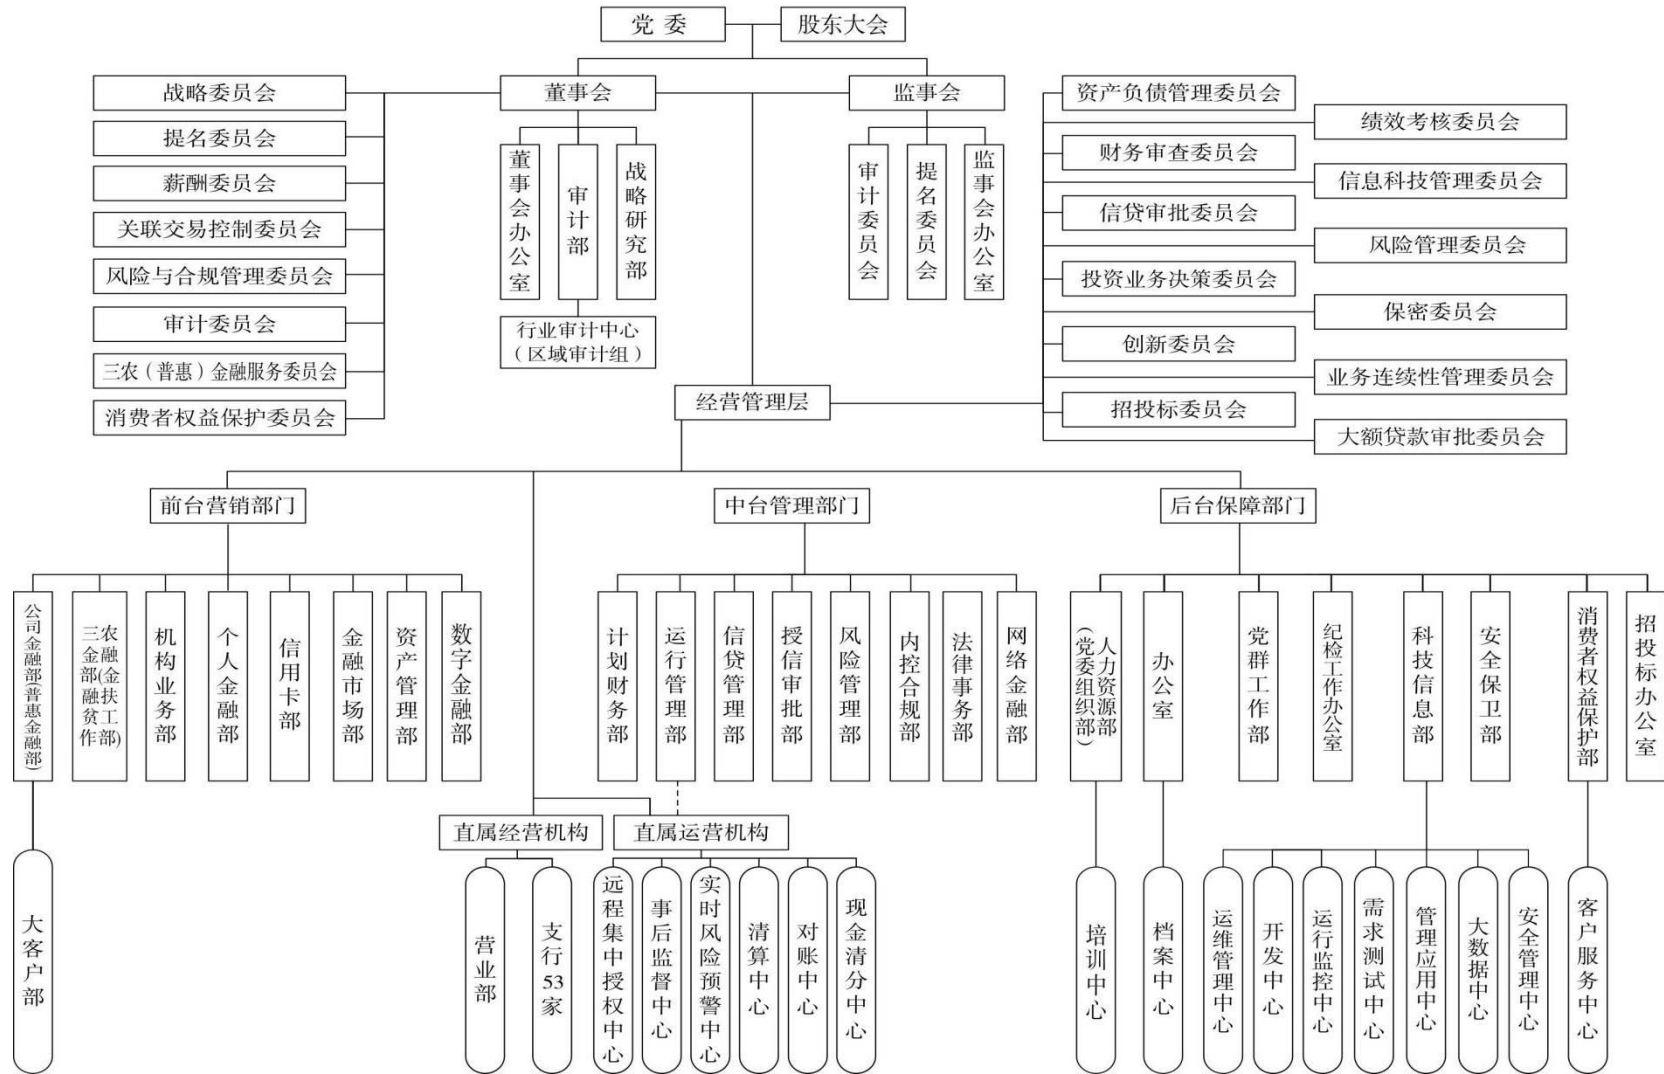 党委
股东大会
董事会
监事会
战略委员会
提名委员会
薪酬委员会
关联交易控制委员会
风险与合规管理委员会
审计委员会
三农（普惠）金融服务委员会
消费者权益保护委员会
董事会办公室
审计部
战略研究部
行业审计中心
（区域审计组）
审计委员会
提名委员会
监事会办公室
资产负债管理委员会
绩效考核委员会
财务审查委员会
信息科技管理委员会
信贷审批委员会
风险管理委员会
投资业务决策委员会
保密委员会
创新委员会
业务连续性管理委员会
招投标委员会
大额贷款审批委员会
经营管理层
前台营销部门
中台管理部门
后台保障部门
公司金融部(普惠金融部)
三农金融部(金融扶贫工作部)
机构业务部
个人金融部
信用卡部
金融市场部
资产管理部
数字金融部
计划财务部
运行管理部
信贷管理部
授信审批部
风险管理部
内控合规部
法律事务部
网络金融部
人力资源部
(党委组织部)
办公室
党群工作部
纪检工作办公室
科技信息部
安全保卫部
消费者权益保护部
招投标办公室
直属经营机构
直属运营机构
大客户部
营业部
支行53家
远程集中授权中心
事后监督中心
实时风险预警中心
清算中心
对账中心
现金清分中心
培训中心
档案中心
运维管理中心
开发中心
运行监控中心
需求测试中心
管理应用中心
大数据中心
安全管理中心
客户服务中心